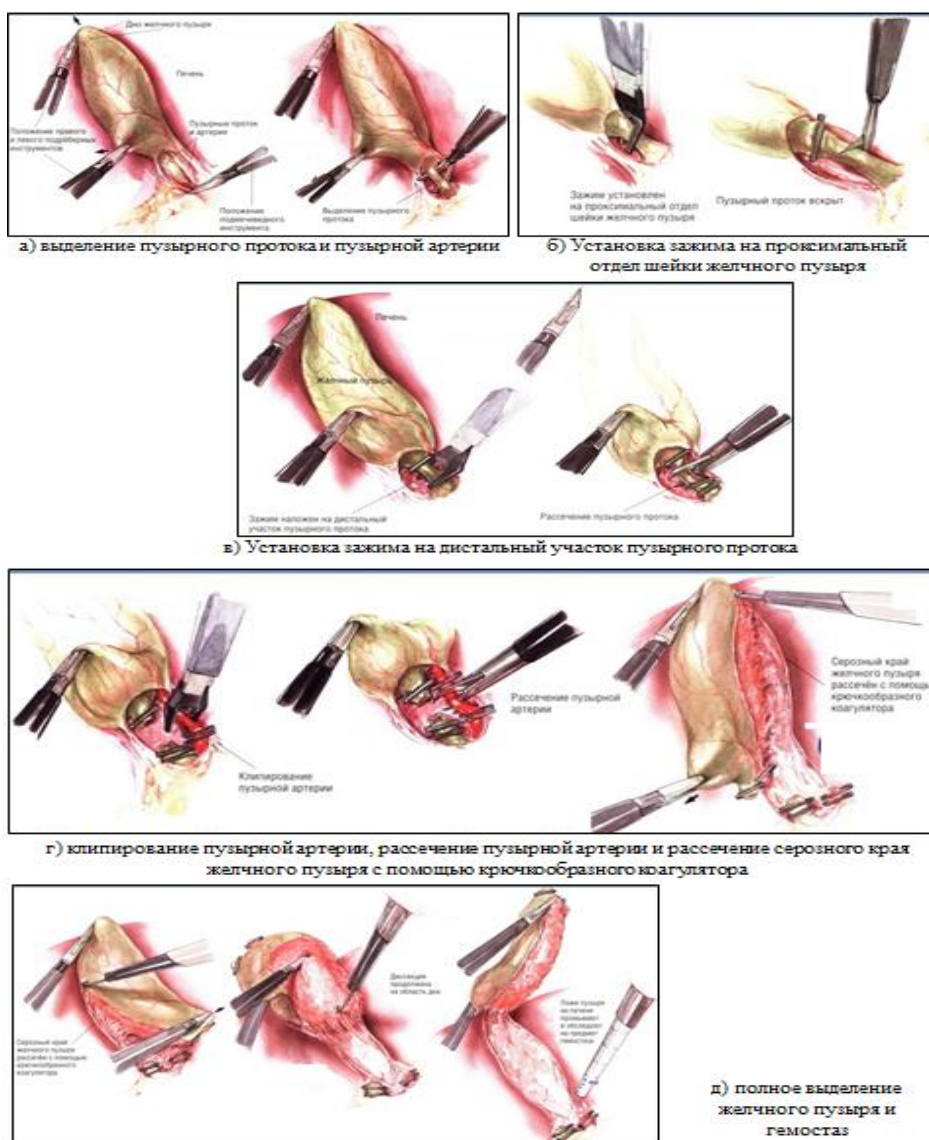 Дно желчного пузыря
Печень
Положение правого
и левого подрёберных
инструментов
Пузырные проток
и артерия
Положение
подмечевидного
инструмента
Выделение пузырного
протока
а) выделение пузырного протока и пузырной артерии
Зажим установлен
на проксимальный отдел
шейки желчного пузыря
Пузырный проток вскрыт
б) Установка зажима на проксимальный
отдел шейки желчного пузыря
Печень
Желчный пузырь
Зажим наложен на дистальный
участок пузырного протока
Рассечение пузырного протока
в) Установка зажима на дистальный участок пузырного протока
Клипирование
пузырной артерии
Рассечение пузырной
артерии
Серозный край
желчного пузыря
рассечён с помощью
крючкообразного
коагулятора
г) клипирование пузырной артерии, рассечение пузырной артерии и рассечение серозного края
желчного пузыря с помощью крючкообразного коагулятора
Серозный край
желчного пузыря
рассечён с помощью
крючкообразного
коагулятора
Диссекция
продолжена
на область дна
Ложе пузыря
на печени
промывают
и обследуют
на предмет
гемостаза
д) полное выделение
желчного пузыря и
гемостаз